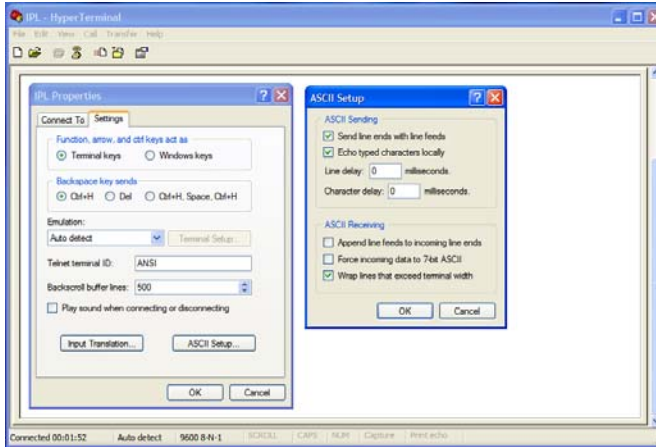 IPL - HyperTerminal
File Edit View Call Transfer Help
IPL Properties
Connect To Settings
Function, arrow, and ctrl keys act as
Terminal keys Windows keys
Backspace key sends
Ctrl+H Del Ctrl+H, Space, Ctrl+H
Emulation:
Auto detect Terminal Setup...
Telnet terminal ID: ANSI
Backscroll buffer lines: 500
Play sound when connecting or disconnecting
Input Translation... ASCII Setup...
OK Cancel
ASCII Setup
ASCII Sending
Send line ends with line feeds
Echo typed characters locally
Line delay: 0 milliseconds.
Character delay: 0 milliseconds.
ASCII Receiving
Append line feeds to incoming line ends
Force incoming data to 7-bit ASCII
Wrap lines that exceed terminal width
OK Cancel
Connected 00:01:52 Auto detect 9600 8-N-1 SCROLL CAPS NUM Capture Print echo